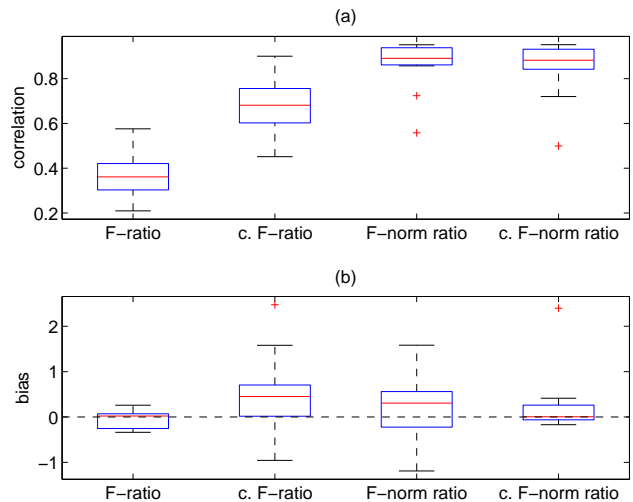 (a)
correlation
0.8
0.6
0.4
0.2
F−ratio c. F−ratio F−norm ratio c. F−norm ratio
(b)
bias
2
1
0
−1
F−ratio c. F−ratio F−norm ratio c. F−norm ratio